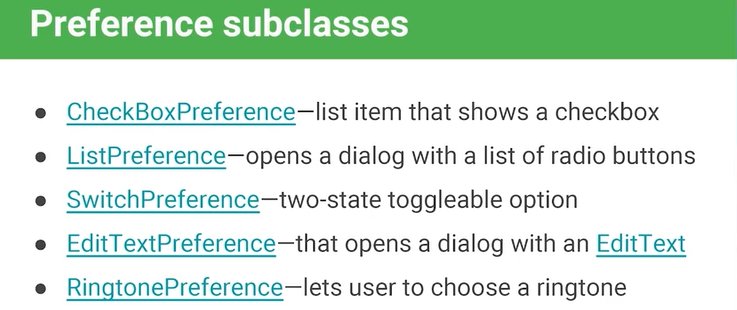 Preference subclasses
● CheckBoxPreference—list item that shows a checkbox
● ListPreference—opens a dialog with a list of radio buttons
● SwitchPreference—two-state toggleable option
● EditTextPreference—that opens a dialog with an EditText
● RingtonePreference—lets user to choose a ringtone